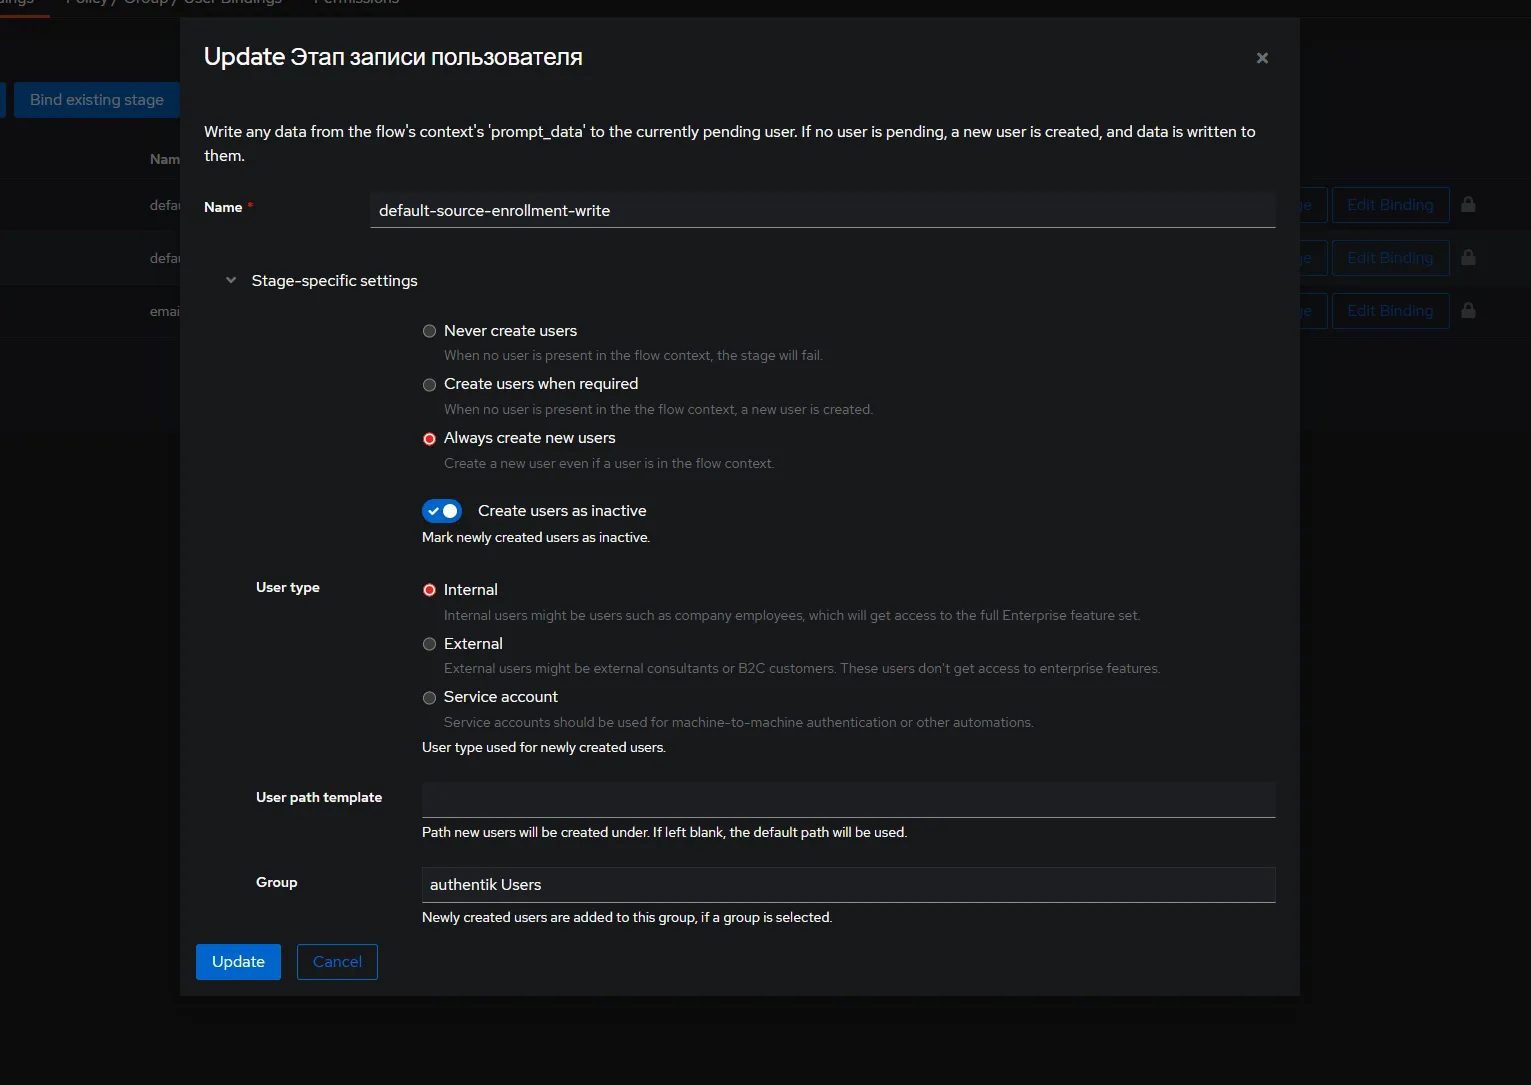 Policy / Group / User Bindings
Permissions
Update Этап записи пользователя
Bind existing stage
Write any data from the flow's context's 'prompt_data' to the currently pending user. If no user is pending, a new user is created, and data is written to
them.
Name *
default-source-enrollment-write
Edit Binding
Edit Binding
Edit Binding
Stage-specific settings
Never create users
When no user is present in the flow context, the stage will fail.
Create users when required
When no user is present in the the flow context, a new user is created.
Always create new users
Create a new user even if a user is in the flow context.
Create users as inactive
Mark newly created users as inactive.
User type
Internal
Internal users might be users such as company employees, which will get access to the full Enterprise feature set.
External
External users might be external consultants or B2C customers. These users don't get access to enterprise features.
Service account
Service accounts should be used for machine-to-machine authentication or other automations.
User type used for newly created users.
User path template
Path new users will be created under. If left blank, the default path will be used.
Group
authentik Users
Newly created users are added to this group, if a group is selected.
Update
Cancel